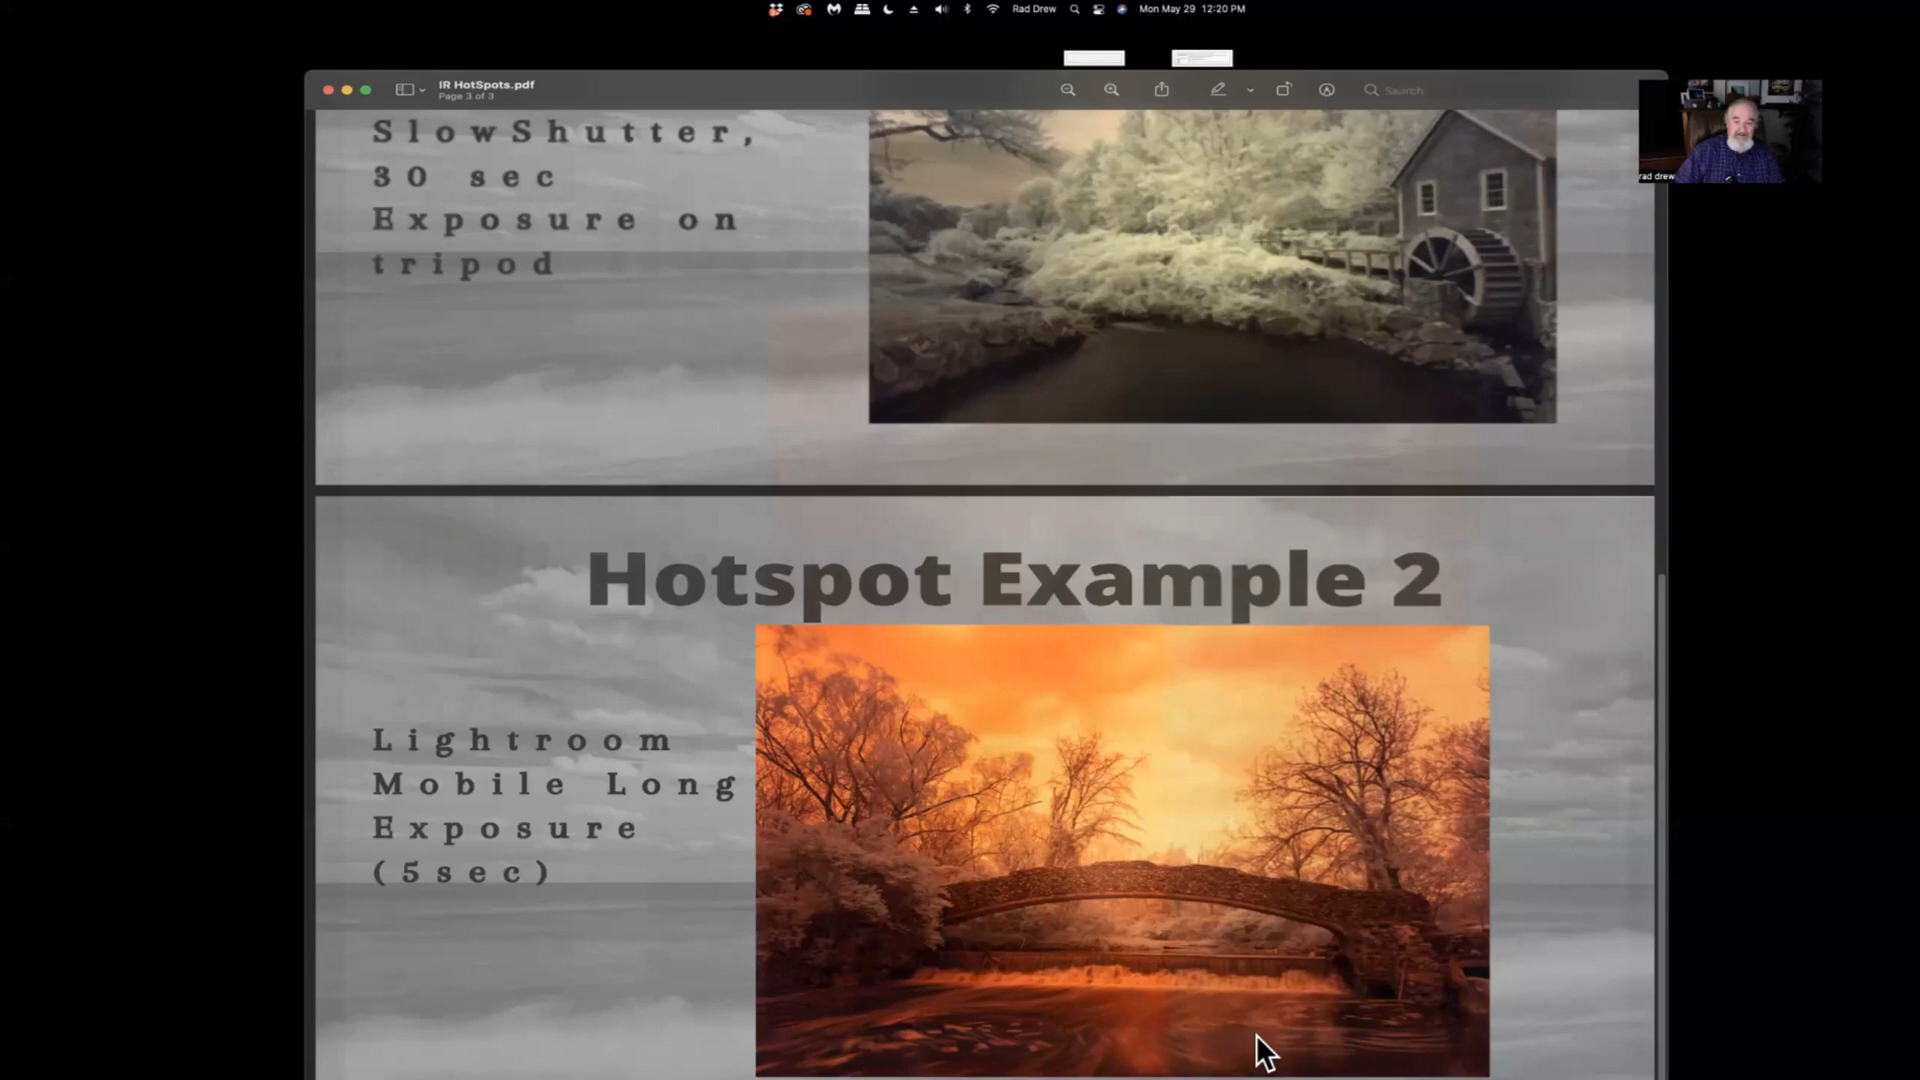 Rad Drew
Mon May 29 12:20 PM
IR HotSpots.pdf
Page 3 of 3
Search
rad drew
SlowShutter,
30 sec
Exposure on
tripod
Hotspot Example 2
Lightroom
Mobile Long
Exposure
(5sec)